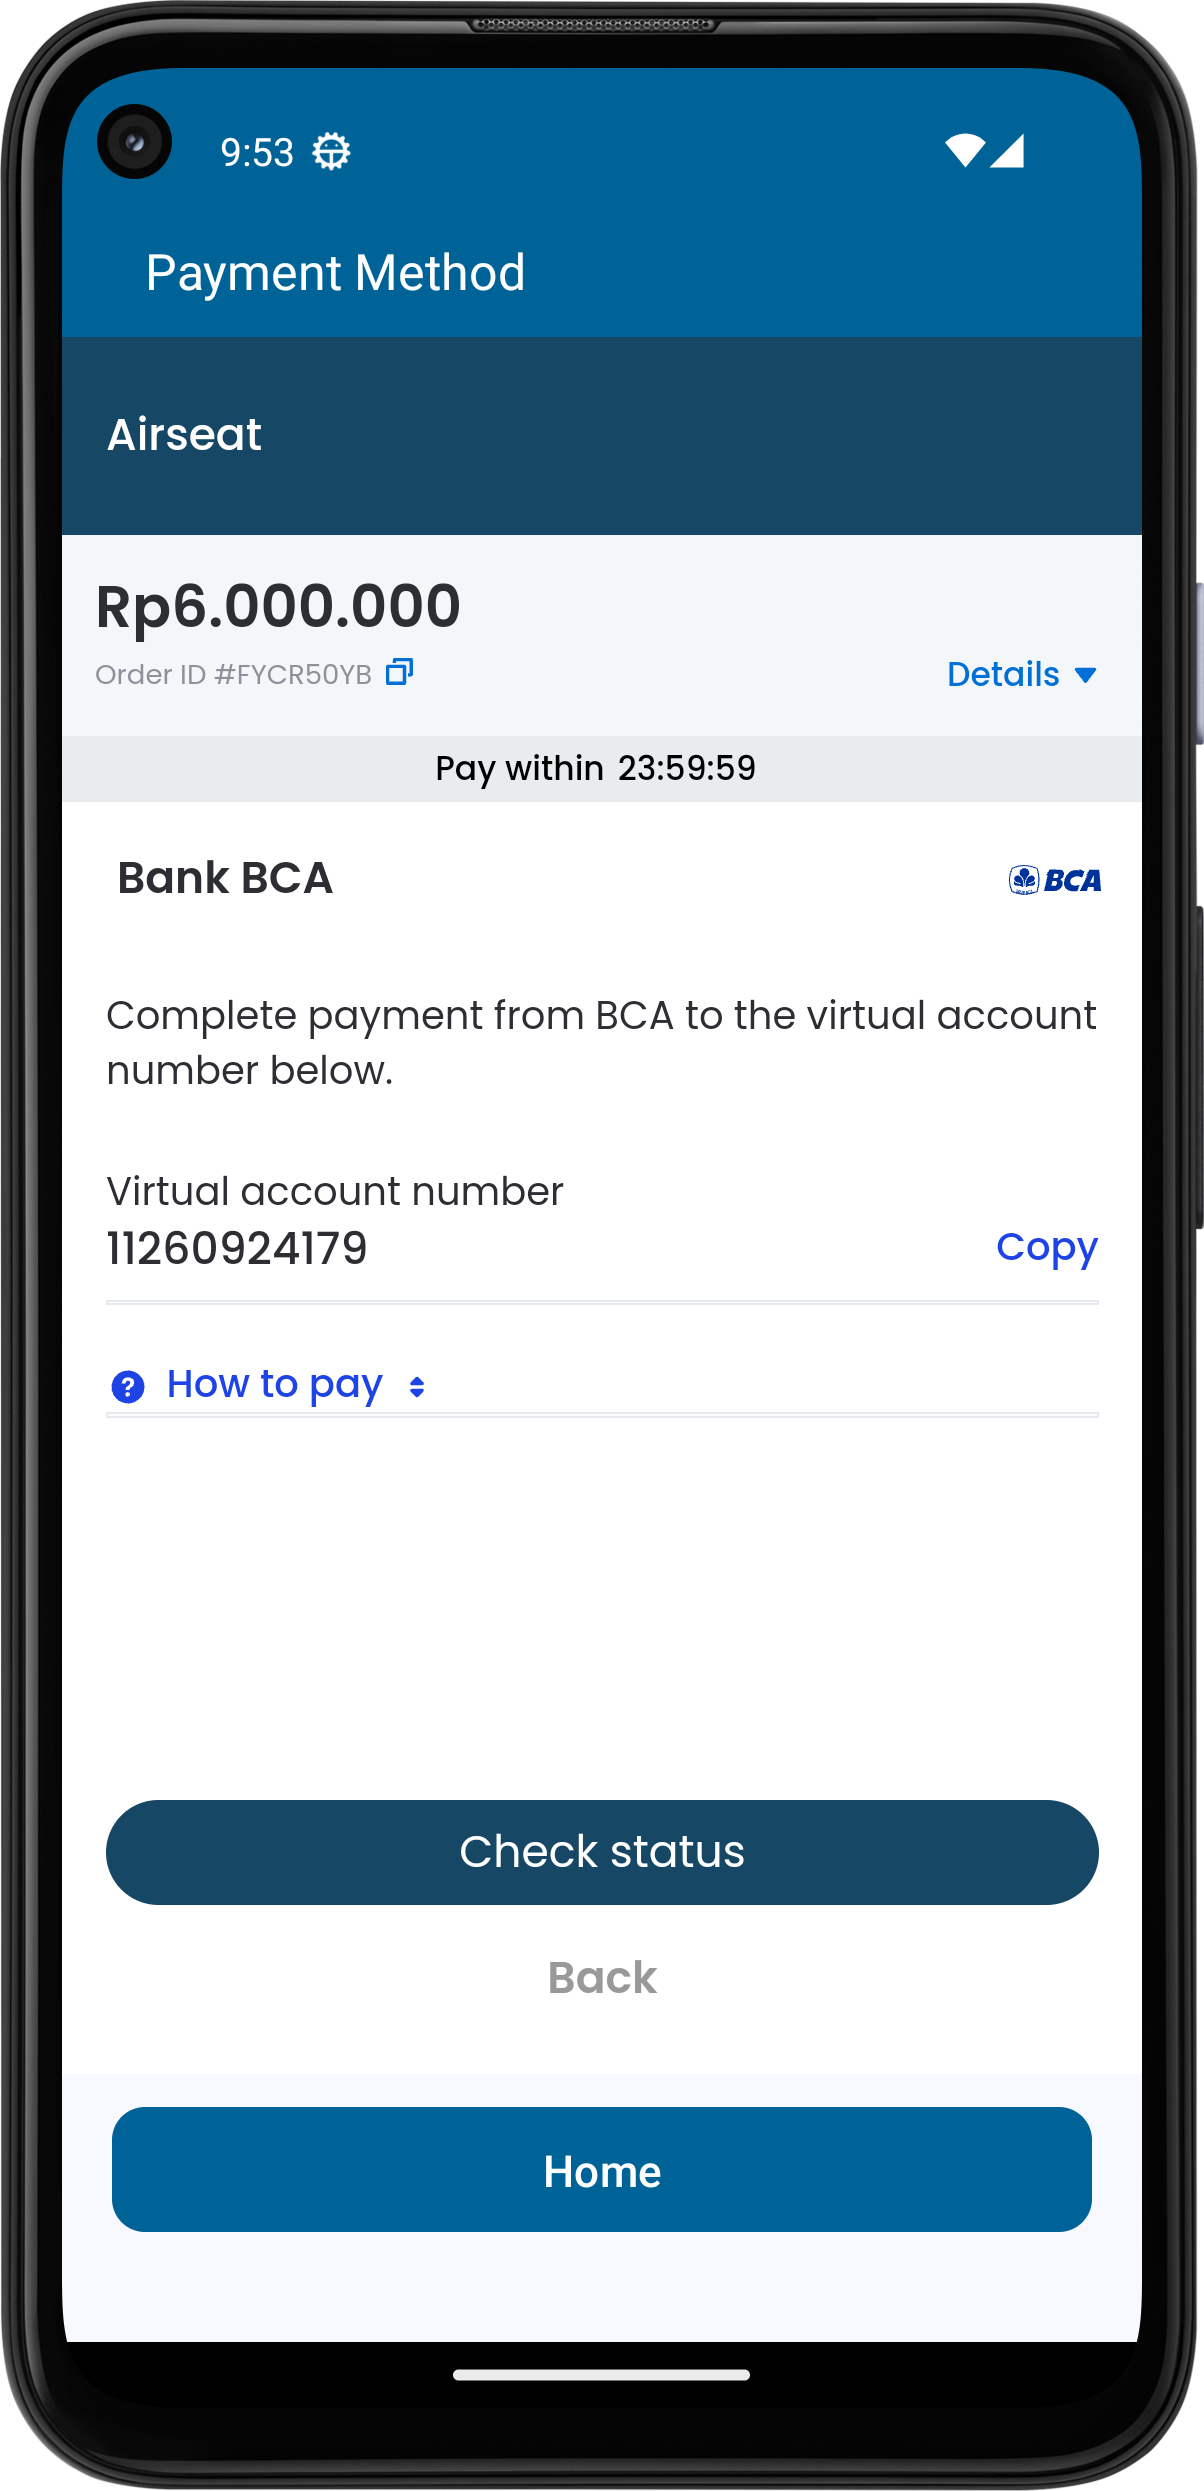 9:53
Payment Method
Airseat
Rp6.000.000
Order ID #FYCR50YB
Details
Pay within 23:59:59
Bank BCA
BCA
Complete payment from BCA to the virtual account
number below.
Virtual account number
11260924179
Copy
? How to pay
Check status
Back
Home